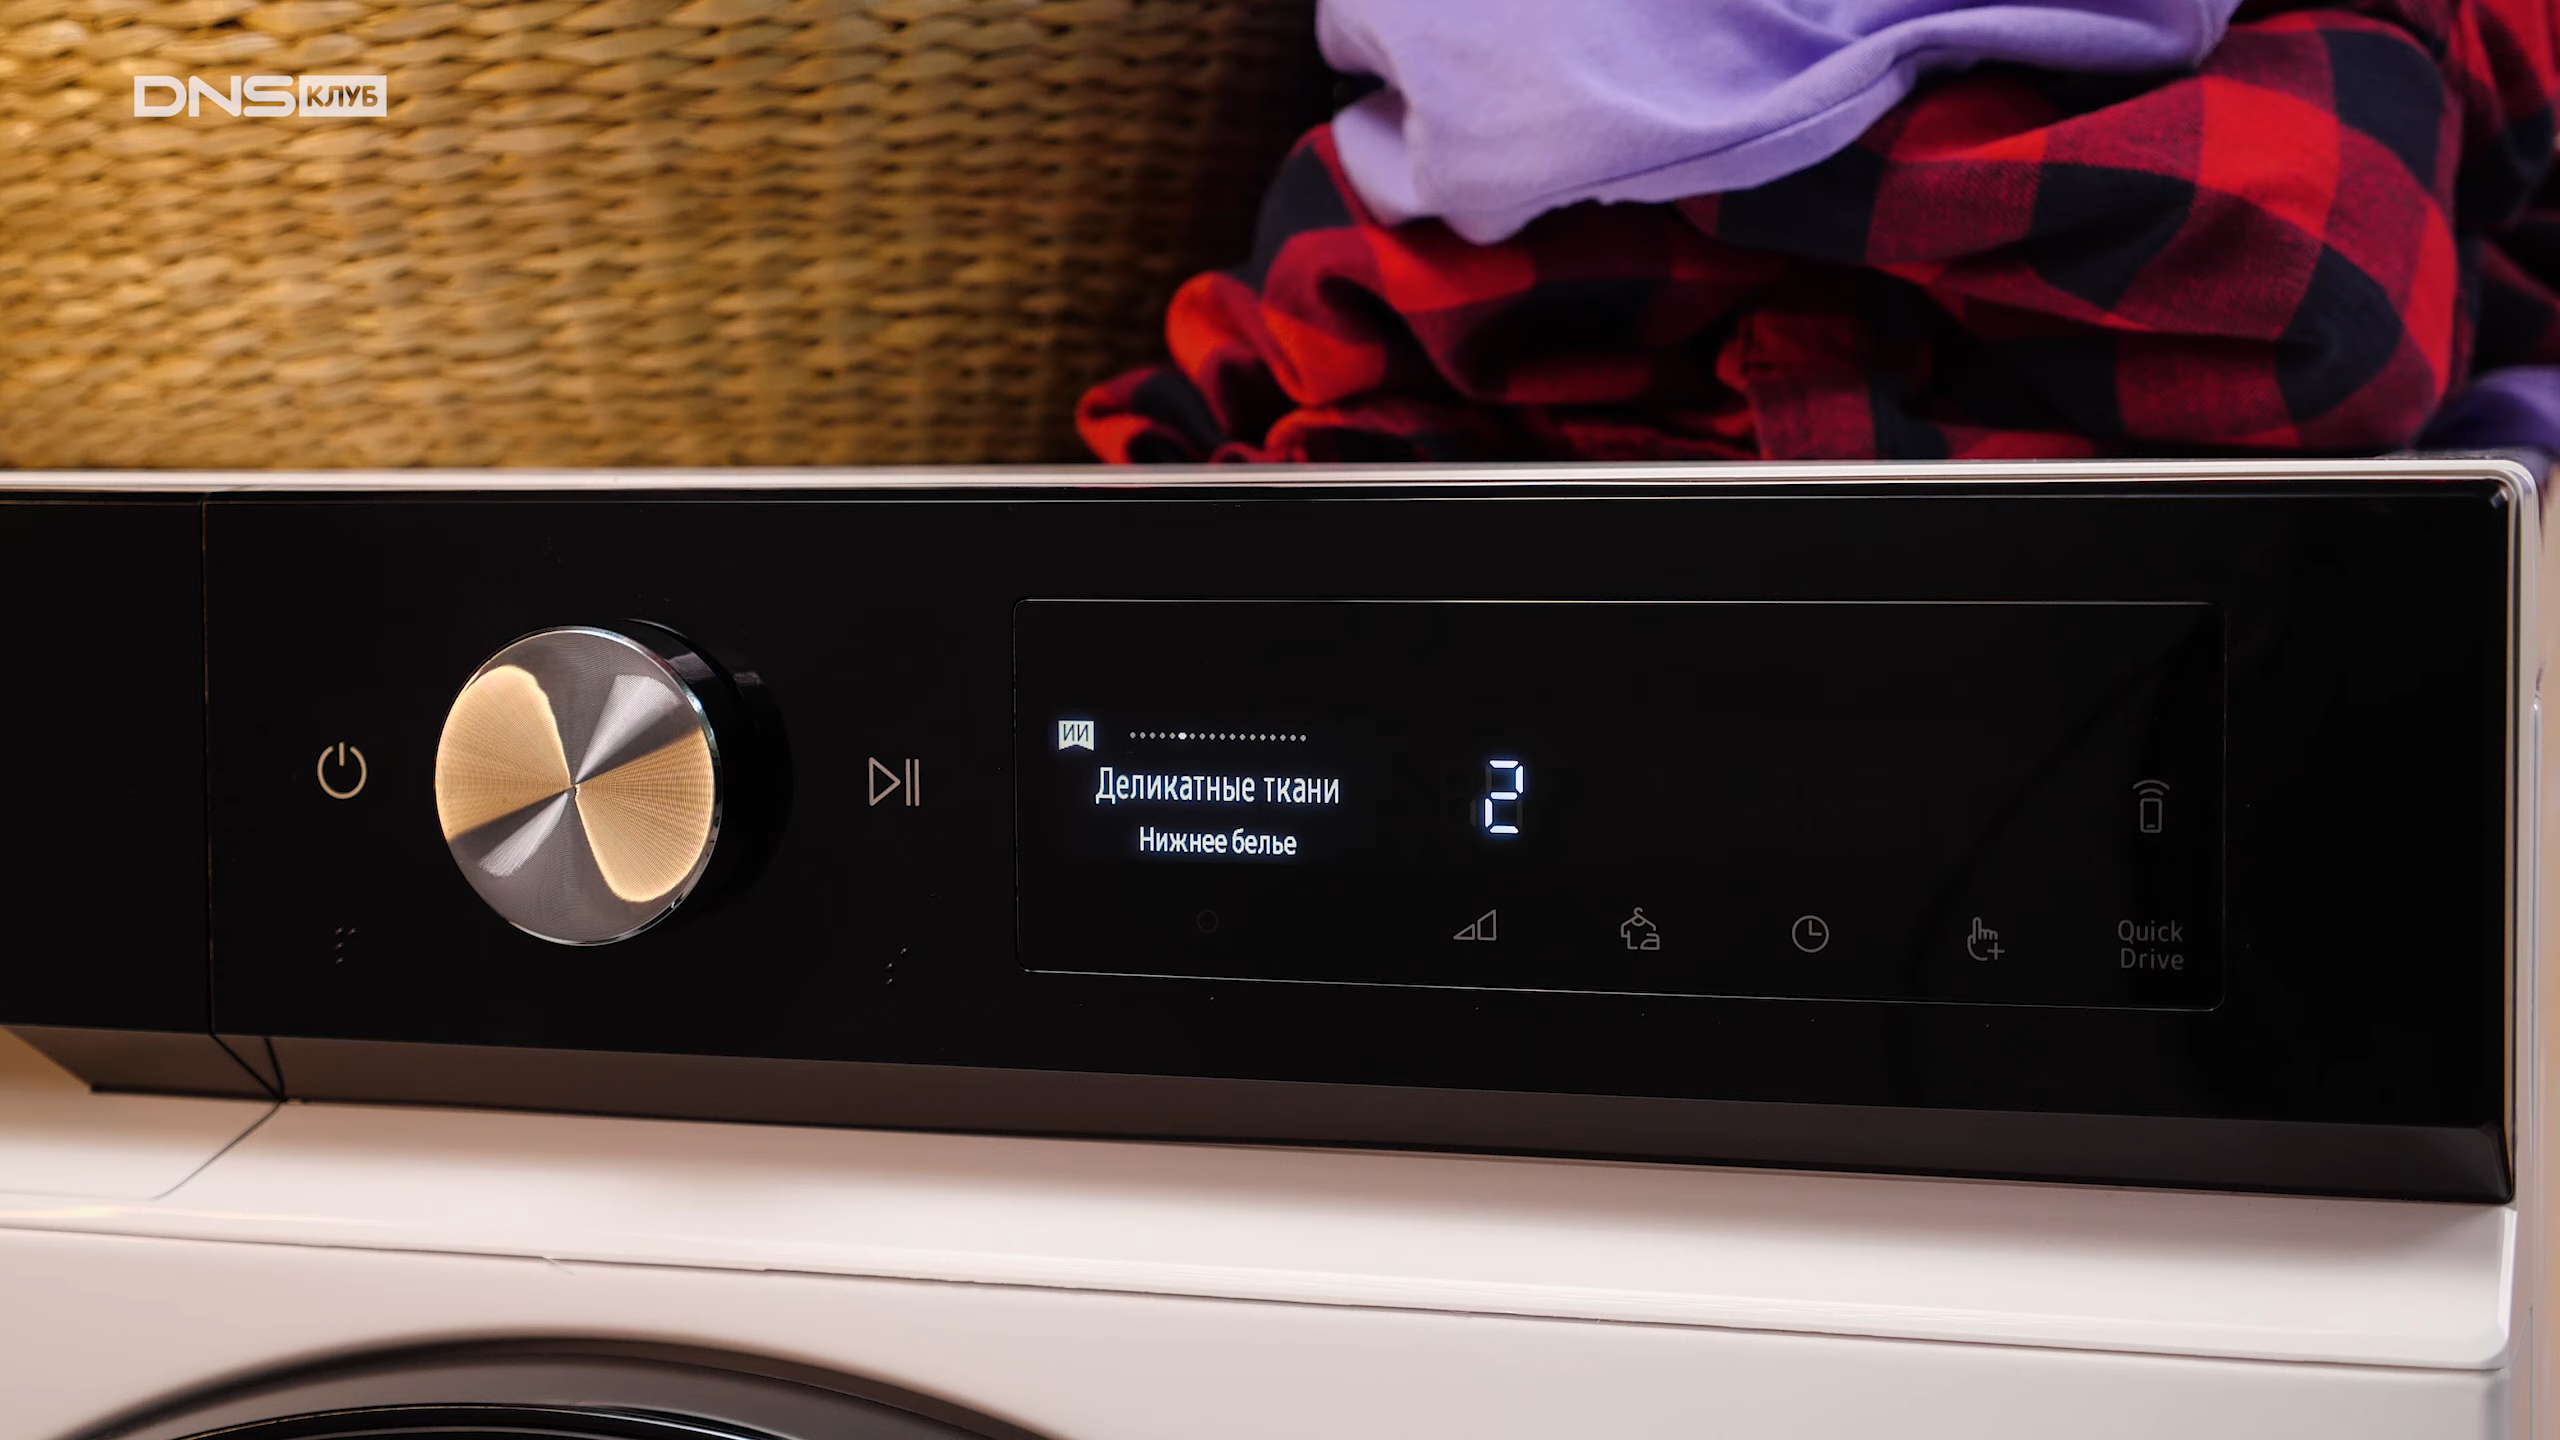 DNS КЛУБ
ИИ
Деликатные ткани
Нижнее белье
2
Quick
Drive